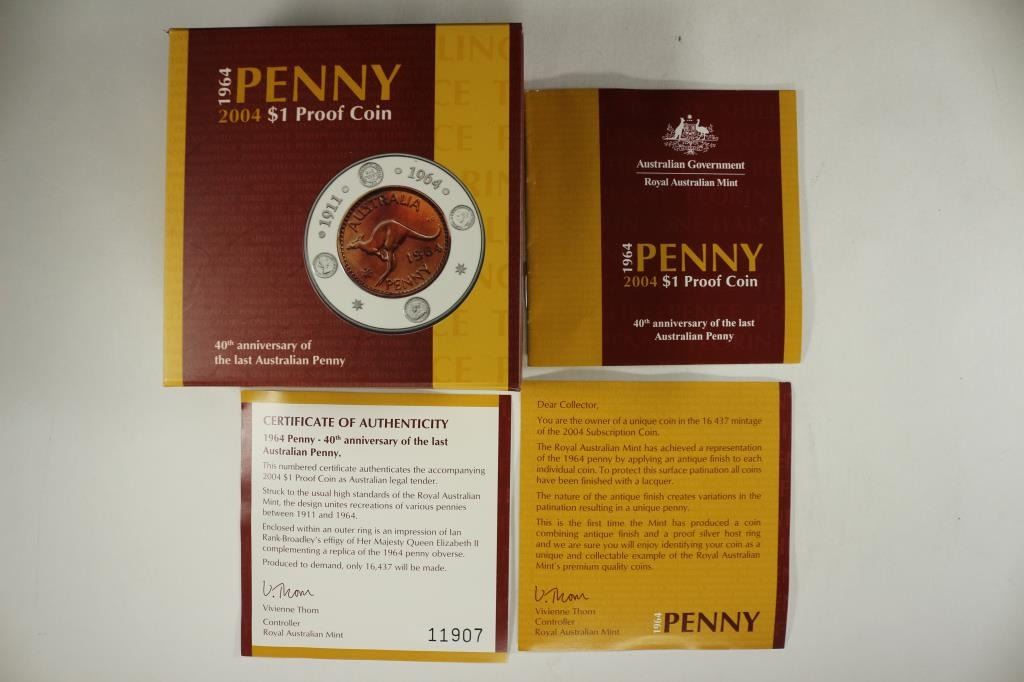 1964
PENNY
2004 $1 Proof Coin
1911
1964
AUSTRALIA
1964
PENNY
40th anniversary of
the last Australian Penny
Australian Government
Royal Australian Mint
1964
PENNY
2004 $1 Proof Coin
40th anniversary of the last
Australian Penny
CERTIFICATE OF AUTHENTICITY
1964 Penny - 40th anniversary of the last
Australian Penny.
This numbered certificate authenticates the accompanying
2004 $1 Proof Coin as Australian legal tender.
Struck to the usual high standards of the Royal Australian
Mint, the design unites recreations of various pennies
between 1911 and 1964.
Enclosed within an outer ring is an impression of Ian
Rank-Broadley's effigy of Her Majesty Queen Elizabeth II
complementing a replica of the 1964 penny obverse.
Produced to demand, only 16,437 will be made.
V. Thom
Vivienne Thom
Controller
Royal Australian Mint
11907
Dear Collector,
You are the owner of a unique coin in the 16 437 mintage
of the 2004 Subscription Coin.
The Royal Australian Mint has achieved a representation
of the 1964 penny by applying an antique finish to each
individual coin. To protect this surface patination all coins
have been finished with a lacquer.
The nature of the antique finish creates variations in the
patination resulting in a unique penny.
This is the first time the Mint has produced a coin
combining antique finish and a proof silver host ring
and we are sure you will enjoy identifying your coin as a
unique and collectable example of the Royal Australian
Mint's premium quality coins.
V. Thom
Vivienne Thom
Controller
Royal Australian Mint
1964
PENNY